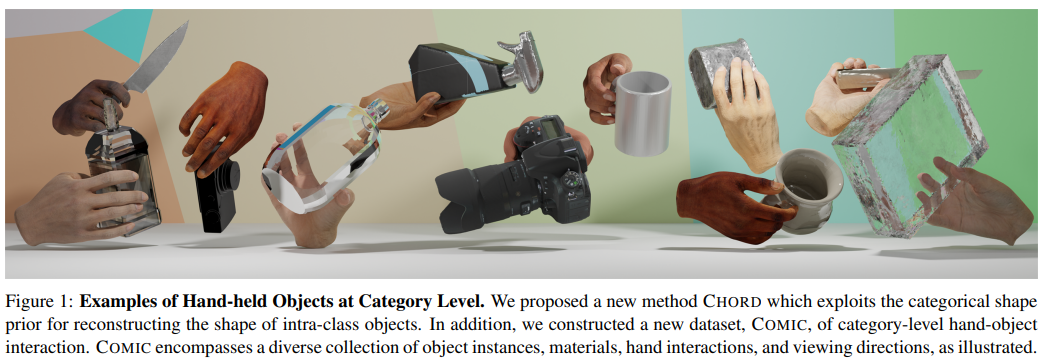 Figure 1: Examples of Hand-held Objects at Category Level. We proposed a new method CHORD which exploits the categorical shape
prior for reconstructing the shape of intra-class objects. In addition, we constructed a new dataset, COMIC, of category-level hand-object
interaction. COMIC encompasses a diverse collection of object instances, materials, hand interactions, and viewing directions, as illustrated.